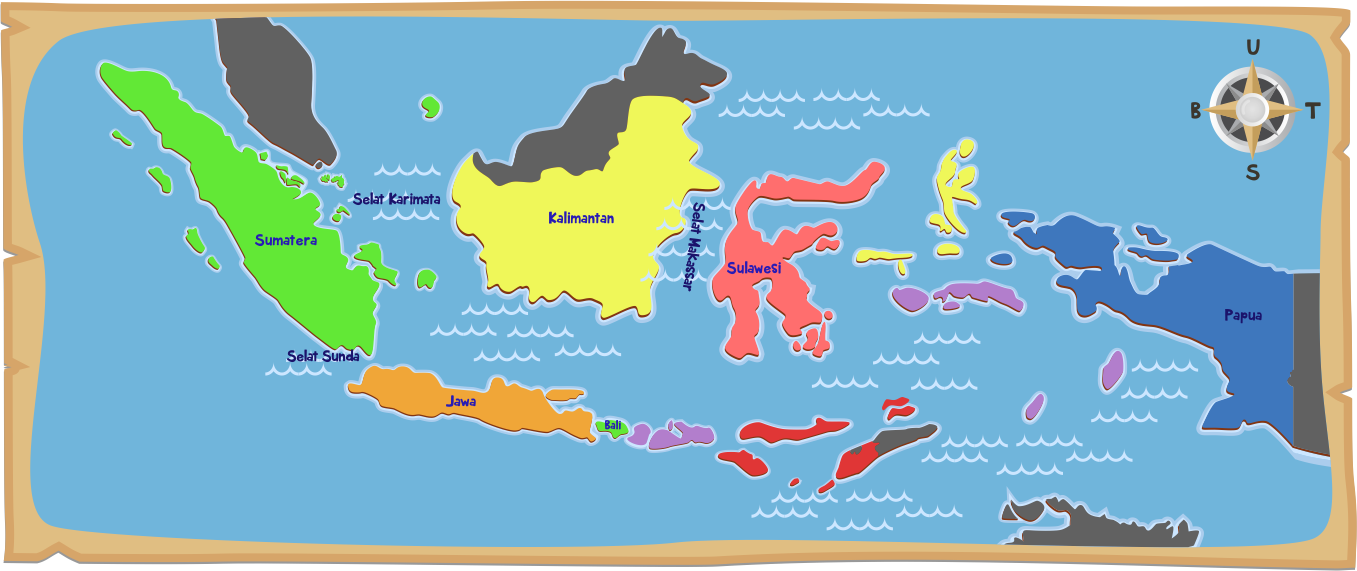 U
B
T
S
Selat Karimata
Kalimantan
Selat Makassar
Sumatera
Sulawesi
Papua
Selat Sunda
Jawa
Bali